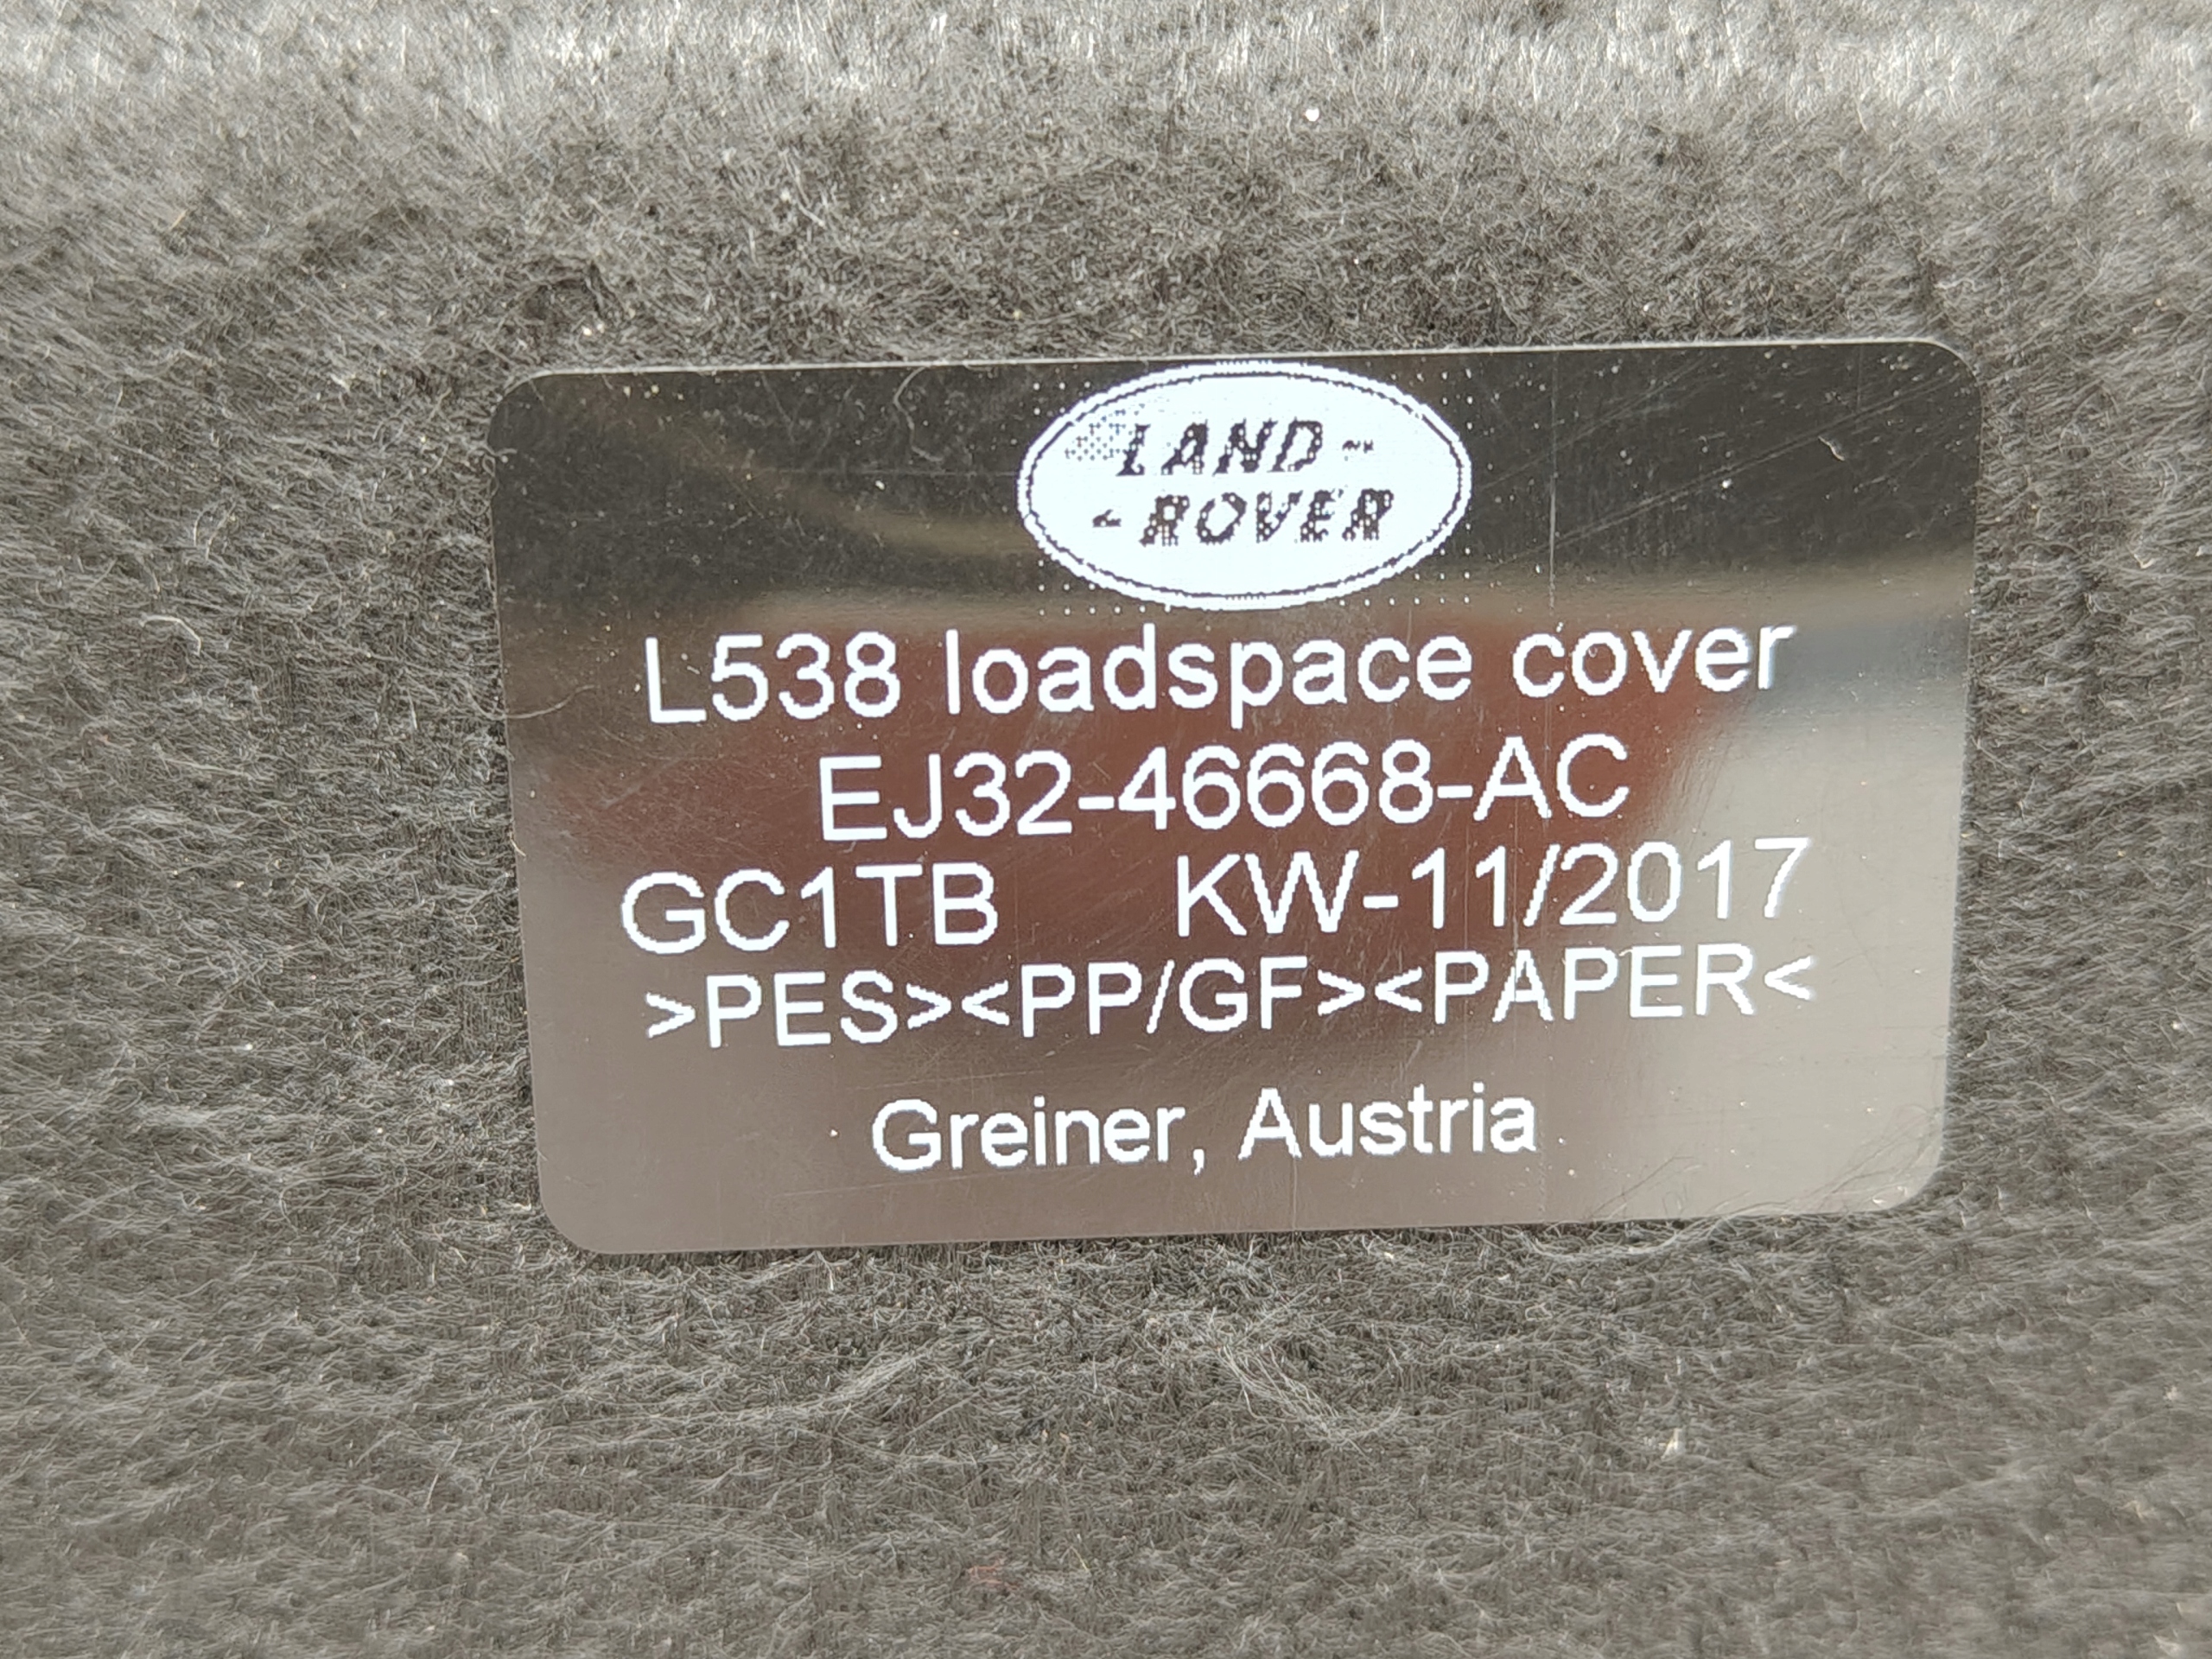 LAND-
-ROVER
L538 loadspace cover
EJ32-46668-AC
GC1TB KW-11/2017
>PES><PP/GF><PAPER<
Greiner, Austria